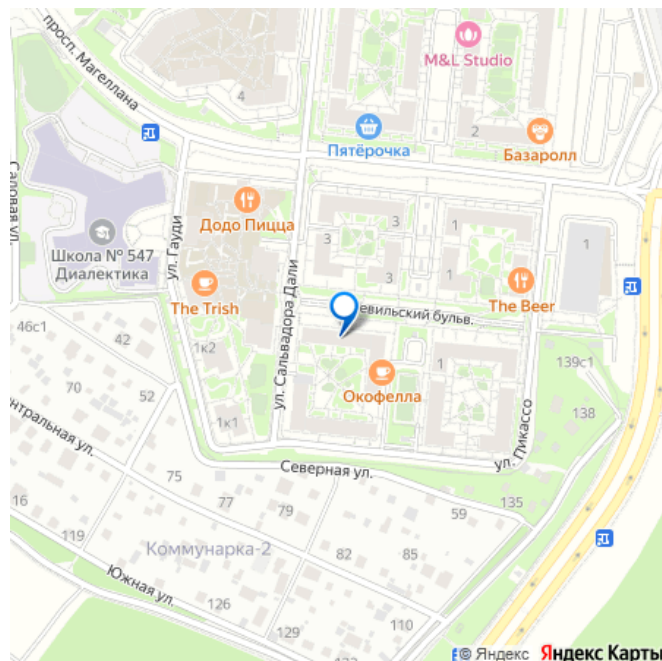 просп. Магеллана
M&L Studio
4
Пятёрочка
2
Базаролл
Садовая ул.
Школа № 547
Диалектика
ул. Гауди
Додо Пицца
The Trish
ул. Сальвадора Дали
3
3
1
1
1
The Beer
евильский бульв.
46с1
42
52
70
1к2
1к1
Окофелла
139с1
138
ул. Пикассо
ентральная ул.
Северная ул.
75
77
79
59
135
16
119
Коммунарка-2
82
85
Южная ул.
126
129
110
© Яндекс
Яндекс Карты